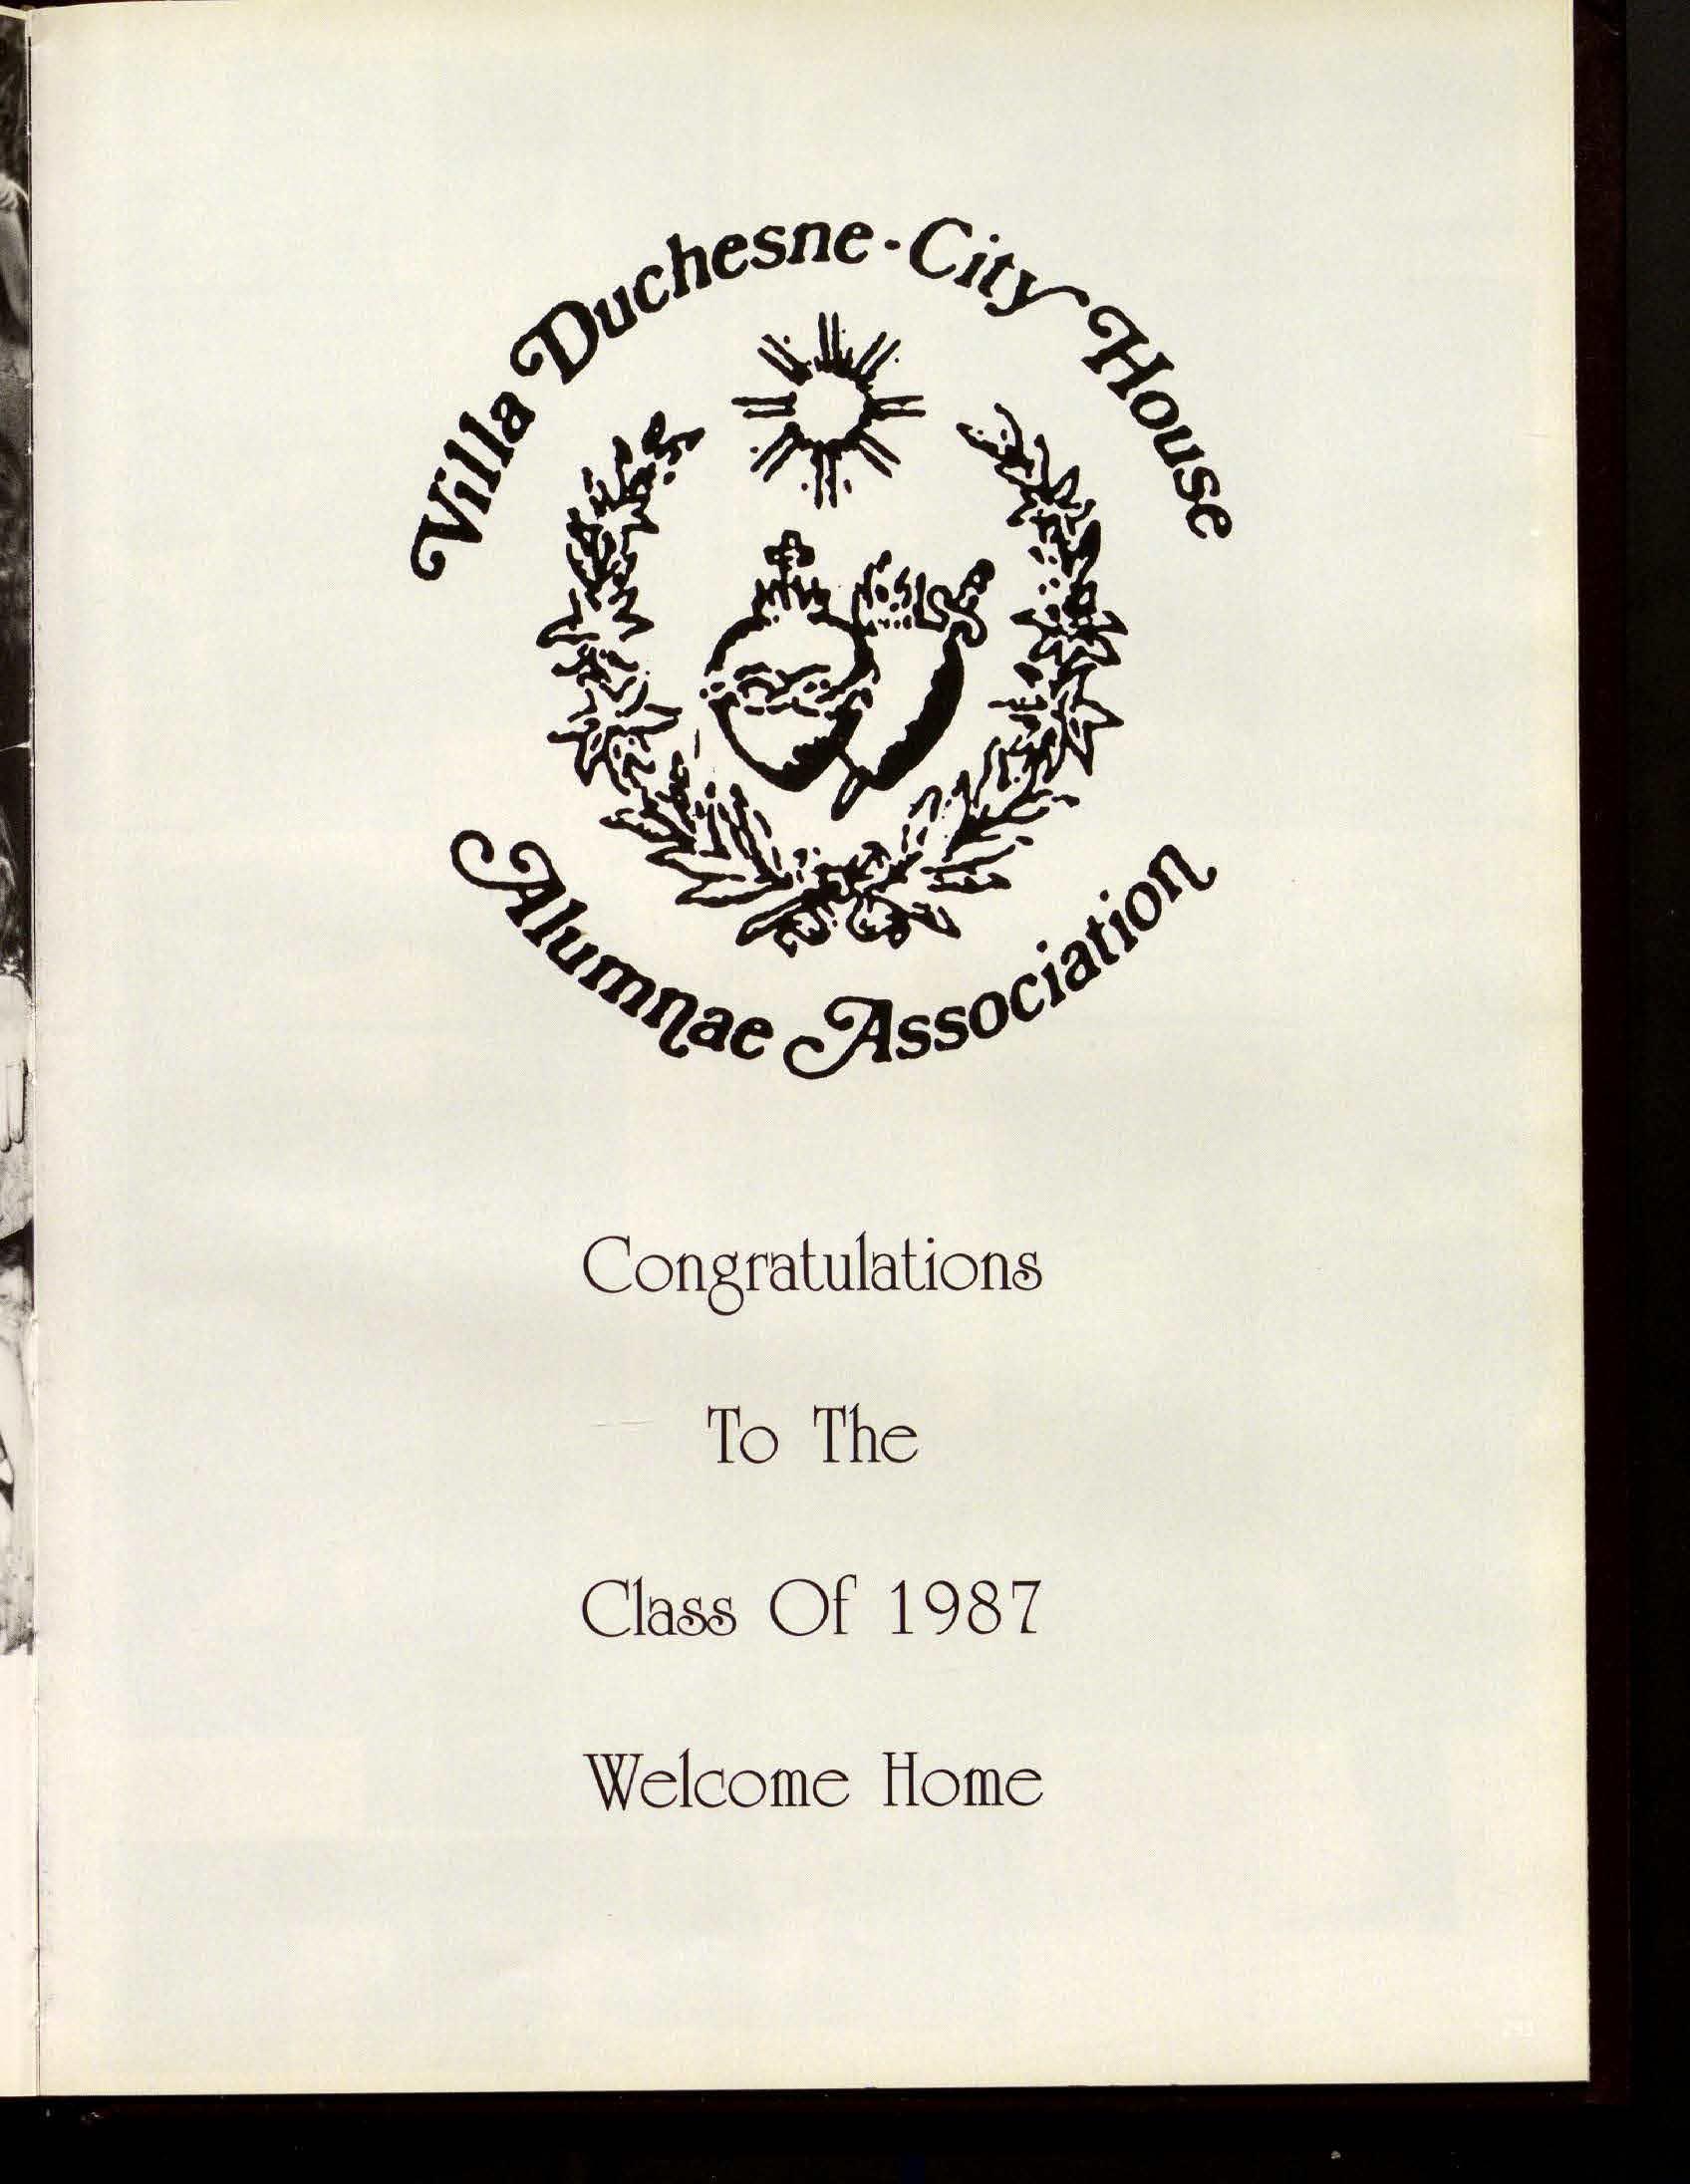 Villa Duchesne-City House
Alumnae Association
Congratulations
To The
Class Of 1987
Welcome Home